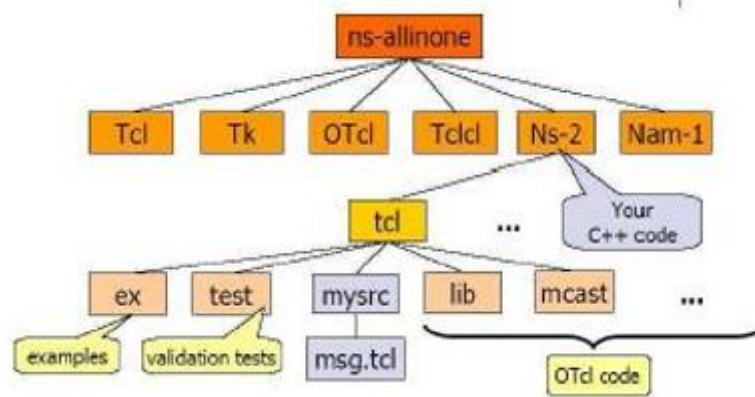 ns-allinone
Tcl Tk OTcl Tclcl Ns-2 Nam-1
tcl ...
Your
C++ code
ex test mysrc lib mcast ...
examples validation tests msg.tcl
OTcl code